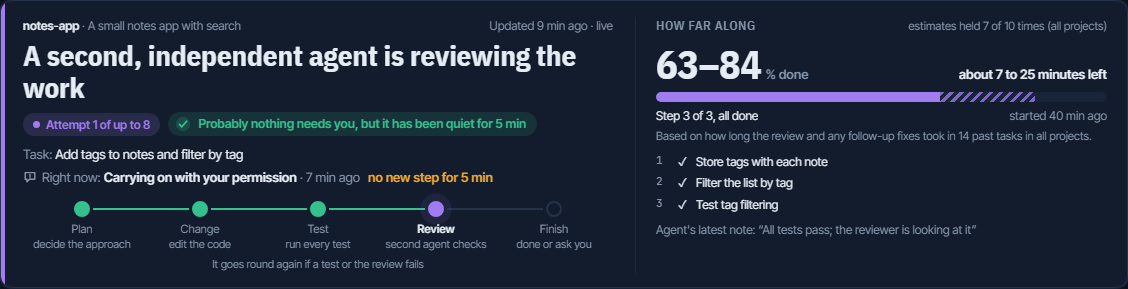 notes-app · A small notes app with search
Updated 9 min ago · live
A second, independent agent is reviewing the
work
Attempt 1 of up to 8
Probably nothing needs you, but it has been quiet for 5 min
Task: Add tags to notes and filter by tag
Right now: Carrying on with your permission · 7 min ago no new step for 5 min
Plan
decide the approach
Change
edit the code
Test
run every test
Review
second agent checks
Finish
done or ask you
It goes round again if a test or the review fails
HOW FAR ALONG
estimates held 7 of 10 times (all projects)
63–84 % done
about 7 to 25 minutes left
Step 3 of 3, all done
started 40 min ago
Based on how long the review and any follow-up fixes took in 14 past tasks in all projects.
1 ✓ Store tags with each note
2 ✓ Filter the list by tag
3 ✓ Test tag filtering
Agent's latest note: “All tests pass; the reviewer is looking at it”